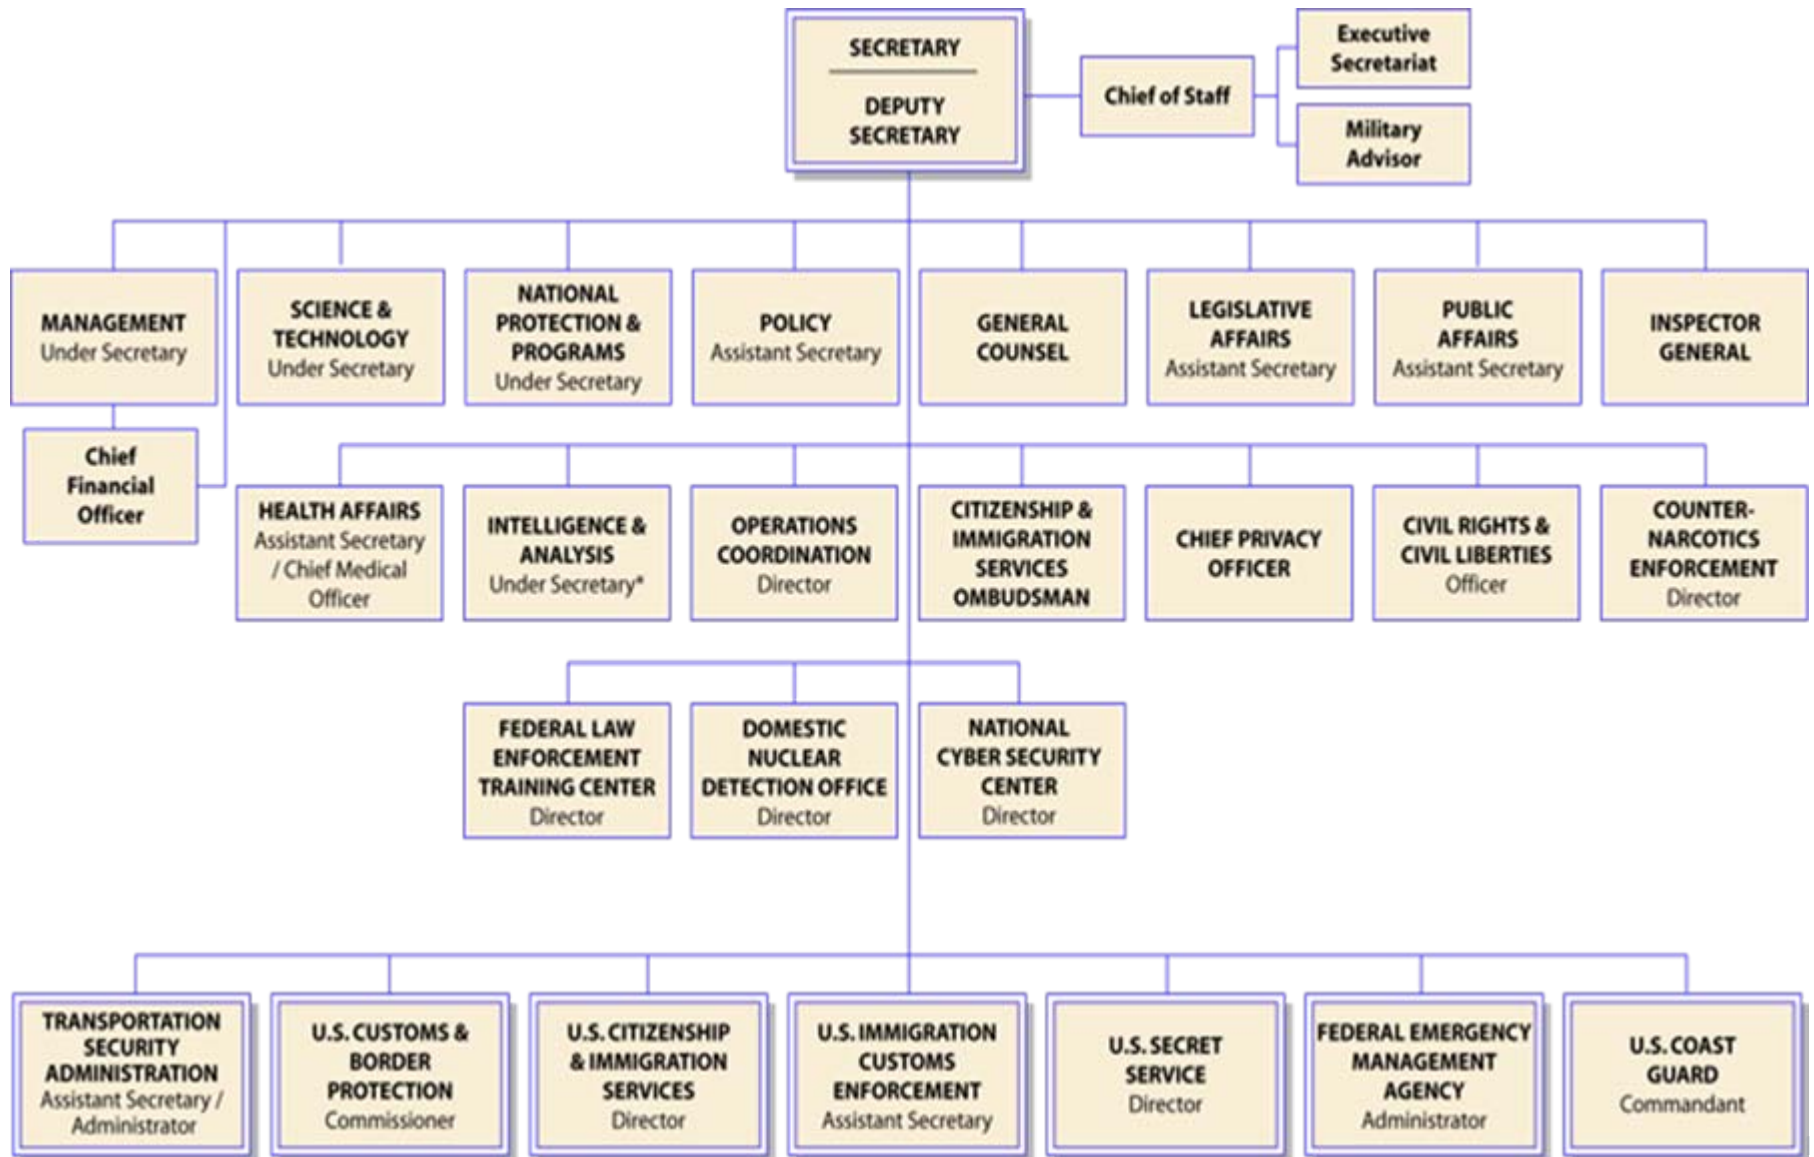 SECRETARY
DEPUTY
SECRETARY
Chief of Staff
Executive
Secretariat
Military
Advisor
MANAGEMENT
Under Secretary
SCIENCE &
TECHNOLOGY
Under Secretary
NATIONAL
PROTECTION &
PROGRAMS
Under Secretary
POLICY
Assistant Secretary
GENERAL
COUNSEL
LEGISLATIVE
AFFAIRS
Assistant Secretary
PUBLIC
AFFAIRS
Assistant Secretary
INSPECTOR
GENERAL
Chief
Financial
Officer
HEALTH AFFAIRS
Assistant Secretary
/ Chief Medical
Officer
INTELLIGENCE &
ANALYSIS
Under Secretary*
OPERATIONS
COORDINATION
Director
CITIZENSHIP &
IMMIGRATION
SERVICES
OMBUDSMAN
CHIEF PRIVACY
OFFICER
CIVIL RIGHTS &
CIVIL LIBERTIES
Officer
COUNTER-
NARCOTICS
ENFORCEMENT
Director
FEDERAL LAW
ENFORCEMENT
TRAINING CENTER
Director
DOMESTIC
NUCLEAR
DETECTION OFFICE
Director
NATIONAL
CYBER SECURITY
CENTER
Director
TRANSPORTATION
SECURITY
ADMINISTRATION
Assistant Secretary /
Administrator
U.S. CUSTOMS &
BORDER
PROTECTION
Commissioner
U.S. CITIZENSHIP
& IMMIGRATION
SERVICES
Director
U.S. IMMIGRATION
CUSTOMS
ENFORCEMENT
Assistant Secretary
U.S. SECRET
SERVICE
Director
FEDERAL EMERGENCY
MANAGEMENT
AGENCY
Administrator
U.S. COAST
GUARD
Commandant